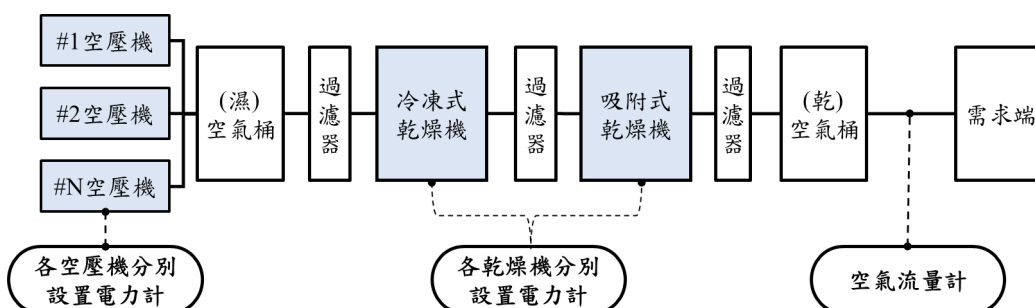 #1空壓機
#2空壓機
#N空壓機
(濕)
空氣桶
過
濾
器
冷凍式
乾燥機
過
濾
器
吸附式
乾燥機
過
濾
器
(乾)
空氣桶
需求端
各空壓機分別
設置電力計
各乾燥機分別
設置電力計
空氣流量計